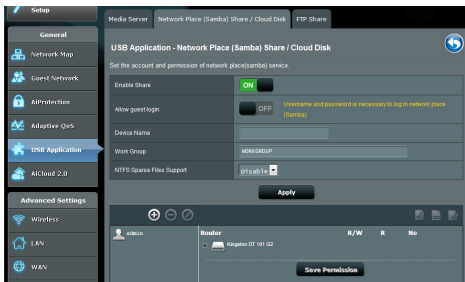 Setup
Media Server
Network Place (Samba) Share / Cloud Disk
FTP Share
General
USB Application - Network Place (Samba) Share / Cloud Disk
Network Map
Set the account and permission of network place(samba) service.
Guest Network
Enable Share
ON
AiProtection
Allow guest login
OFF
Username and password is necessary to log in network place
(Samba)
Adaptive QoS
Device Name
USB Application
Work Group
WORKGROUP
NTFS Sparse Files Support
Disable
AiCloud 2.0
Apply
Advanced Settings
Wireless
admin
Router
R/W R No
Kingston DT 101 G2
LAN
WAN
Save Permission